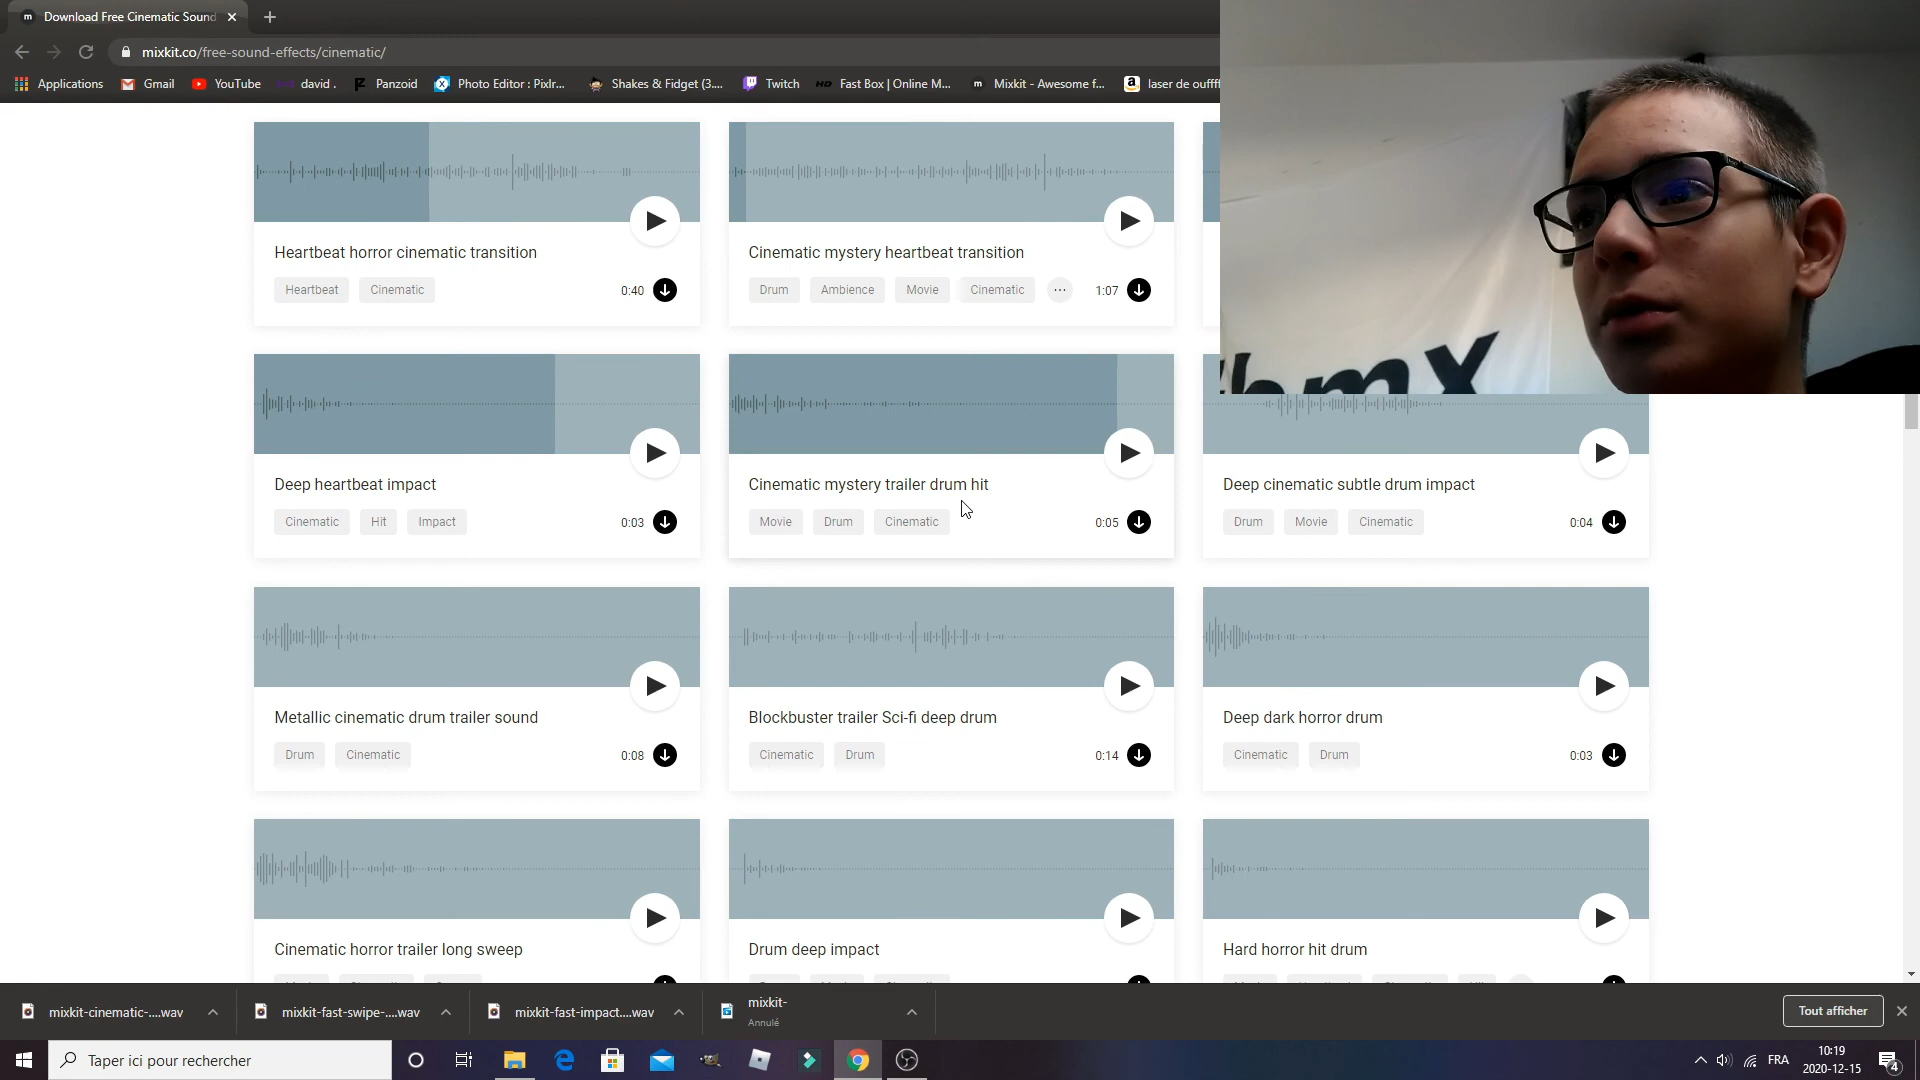 m Download Free Cinematic Sound
mixkit.co/free-sound-effects/cinematic/
Applications Gmail YouTube david . Panzoid Photo Editor : Pixlr... Shakes & Fidget (3.... Twitch HD Fast Box | Online M... m Mixkit - Awesome f... a laser de ouffff
Heartbeat horror cinematic transition
Heartbeat Cinematic 0:40
Cinematic mystery heartbeat transition
Drum Ambience Movie Cinematic ... 1:07
Deep heartbeat impact
Cinematic Hit Impact 0:03
Cinematic mystery trailer drum hit
Movie Drum Cinematic 0:05
Deep cinematic subtle drum impact
Drum Movie Cinematic 0:04
Metallic cinematic drum trailer sound
Drum Cinematic 0:08
Blockbuster trailer Sci-fi deep drum
Cinematic Drum 0:14
Deep dark horror drum
Cinematic Drum 0:03
Cinematic horror trailer long sweep
Drum deep impact
Hard horror hit drum
bmx
mixkit-cinematic-....wav
mixkit-fast-swipe-....wav
mixkit-fast-impact....wav
mixkit-
Annulé
Tout afficher
Taper ici pour rechercher
FRA
10:19
2020-12-15
4